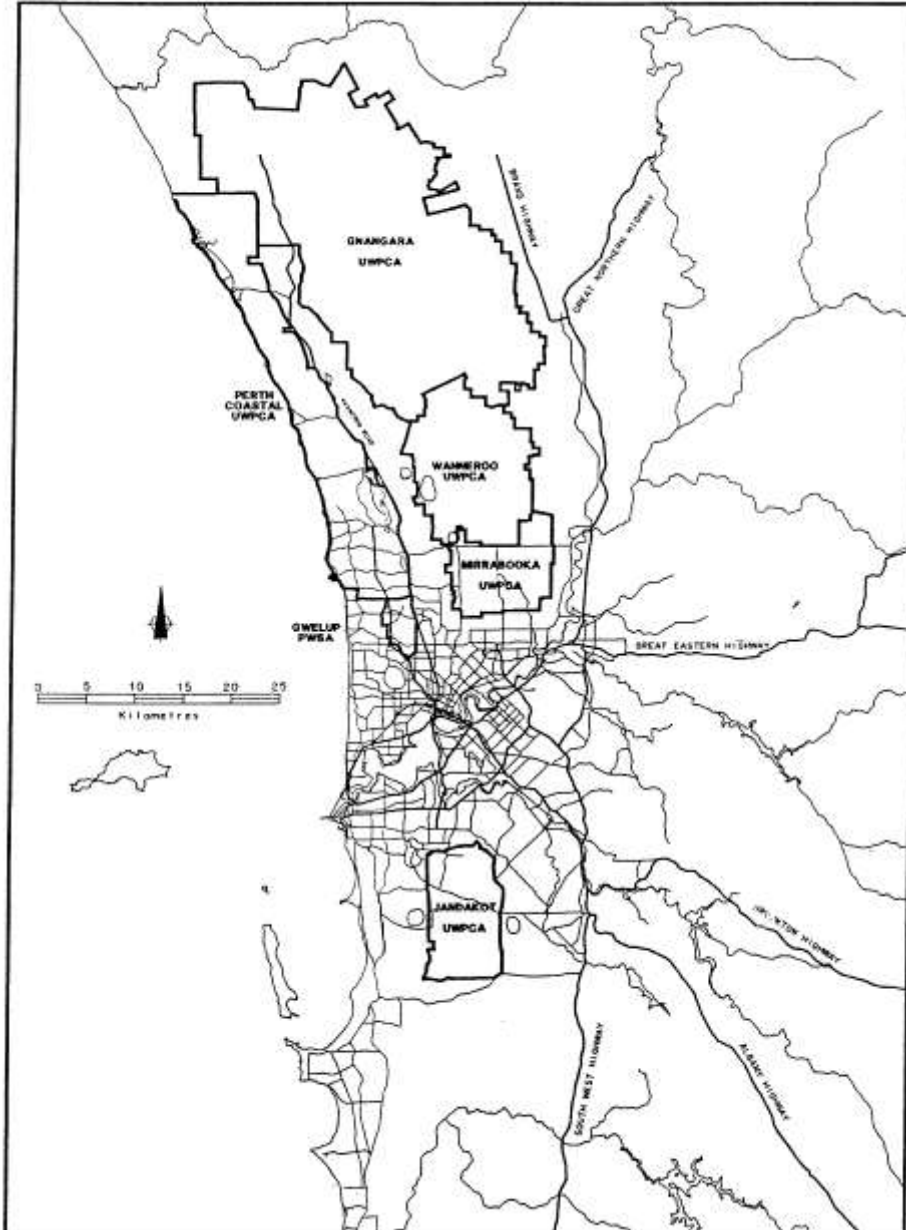 BRAND HIGHWAY
GREAT NORTHERN HIGHWAY
GNANGARA
UWPCA
PERTH
COASTAL
UWPCA
WANNEROO
UWPCA
MIRRABOOKA
UWPCA
GWELUP
PWSA
GREAT EASTERN HIGHWAY
0 5 10 15 20 25
Kilometres
JANDAKOT
UWPCA
HIGHWAY
ALBANY HIGHWAY
SOUTH WEST HIGHWAY